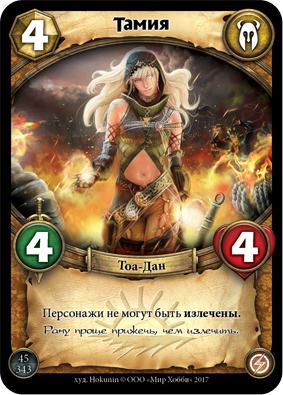 Тамия
4
4
Тоа-Дан
4
Персонажи не могут быть излечены.
Рану проще прижечь, чем излечить.
45
343
худ. Hokunin © ООО «Мир Хобби» 2017